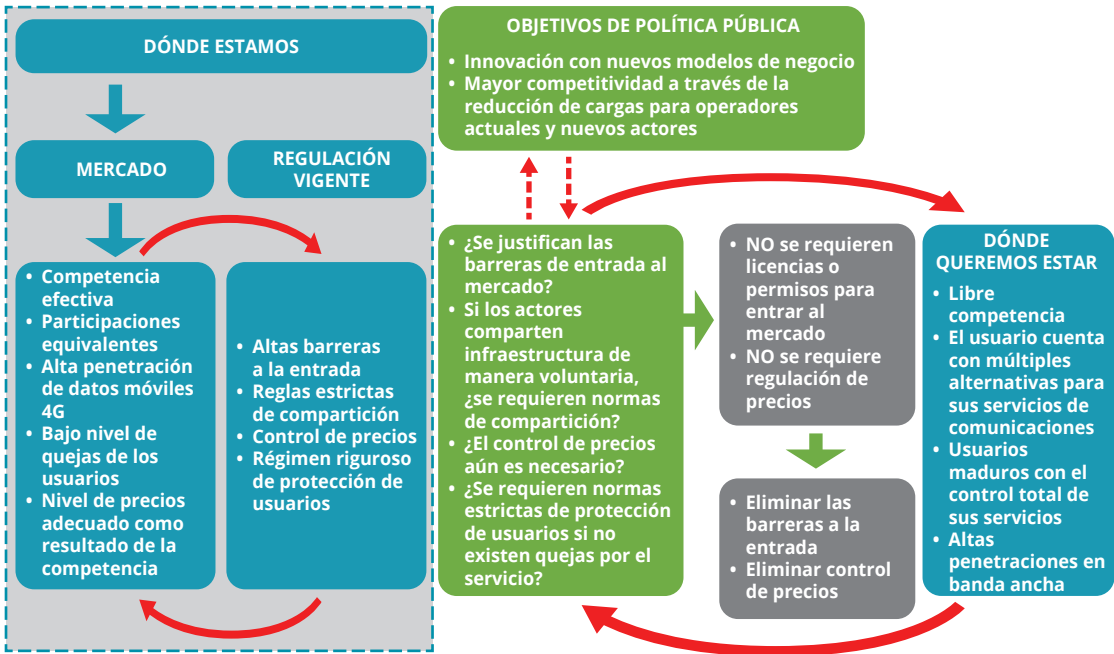 DÓNDE ESTAMOS
MERCADO
REGULACIÓN
VIGENTE
• Competencia
efectiva
• Participaciones
equivalentes
• Alta penetración
de datos móviles
4G
• Bajo nivel de
quejas de los
usuarios
• Nivel de precios
adecuado como
resultado de la
competencia
• Altas barreras
a la entrada
• Reglas estrictas
de compartición
• Control de precios
• Régimen riguroso
de protección de
usuarios
OBJETIVOS DE POLÍTICA PÚBLICA
• Innovación con nuevos modelos de negocio
• Mayor competitividad a través de la
reducción de cargas para operadores
actuales y nuevos actores
• ¿Se justifican las
barreras de entrada al
mercado?
• Si los actores
comparten
infraestructura de
manera voluntaria,
¿se requieren normas
de compartición?
• ¿El control de precios
aún es necesario?
• ¿Se requieren normas
estrictas de protección
de usuarios si no
existen quejas por el
servicio?
• NO se requieren
licencias o
permisos para
entrar al
mercado
• NO se requiere
regulación de
precios
• Eliminar las
barreras a la
entrada
• Eliminar control
de precios
DÓNDE
QUEREMOS ESTAR
• Libre
competencia
• El usuario cuenta
con múltiples
alternativas para
sus servicios de
comunicaciones
• Usuarios
maduros con el
control total de
sus servicios
• Altas
penetraciones en
banda ancha